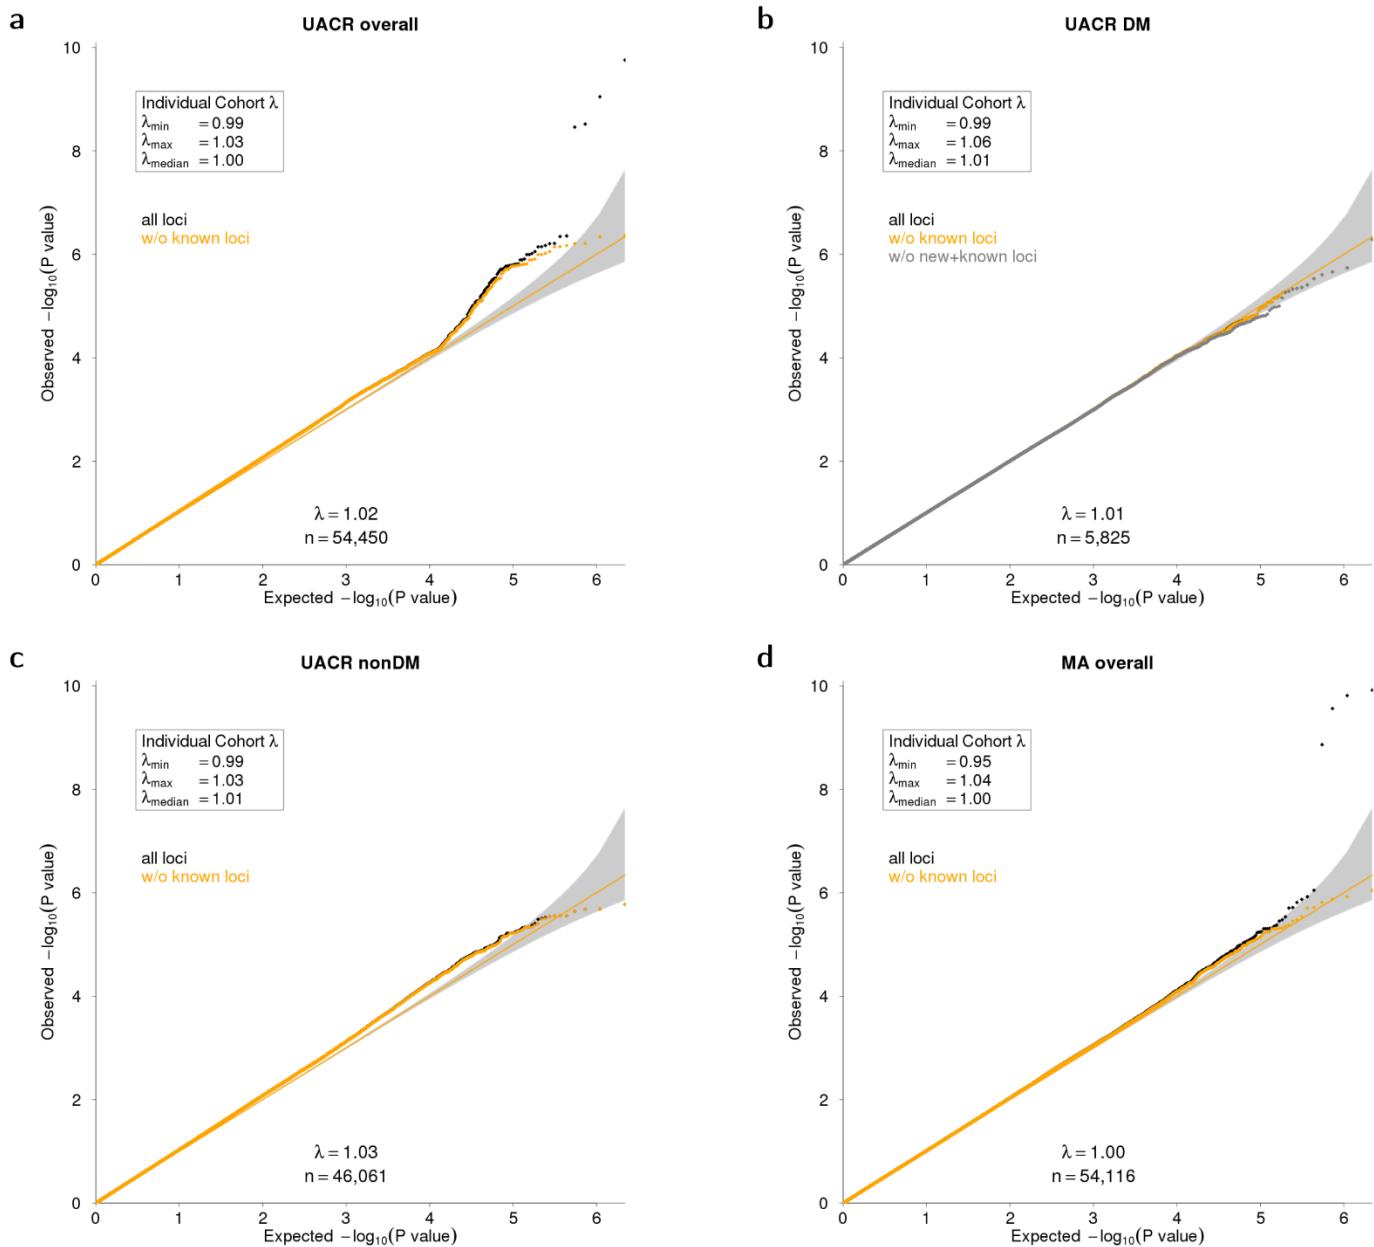 a
UACR overall
10
8
6
4
2
0
Observed −log₁₀(P value)
Individual Cohort λ
λmin = 0.99
λmax = 1.03
λmedian = 1.00
all loci
w/o known loci
λ = 1.02
n = 54,450
0 1 2 3 4 5 6
Expected −log₁₀(P value)
b
UACR DM
10
8
6
4
2
0
Observed −log₁₀(P value)
Individual Cohort λ
λmin = 0.99
λmax = 1.06
λmedian = 1.01
all loci
w/o known loci
w/o new+known loci
λ = 1.01
n = 5,825
0 1 2 3 4 5 6
Expected −log₁₀(P value)
c
UACR nonDM
10
8
6
4
2
0
Observed −log₁₀(P value)
Individual Cohort λ
λmin = 0.99
λmax = 1.03
λmedian = 1.01
all loci
w/o known loci
λ = 1.03
n = 46,061
0 1 2 3 4 5 6
Expected −log₁₀(P value)
d
MA overall
10
8
6
4
2
0
Observed −log₁₀(P value)
Individual Cohort λ
λmin = 0.95
λmax = 1.04
λmedian = 1.00
all loci
w/o known loci
λ = 1.00
n = 54,116
0 1 2 3 4 5 6
Expected −log₁₀(P value)